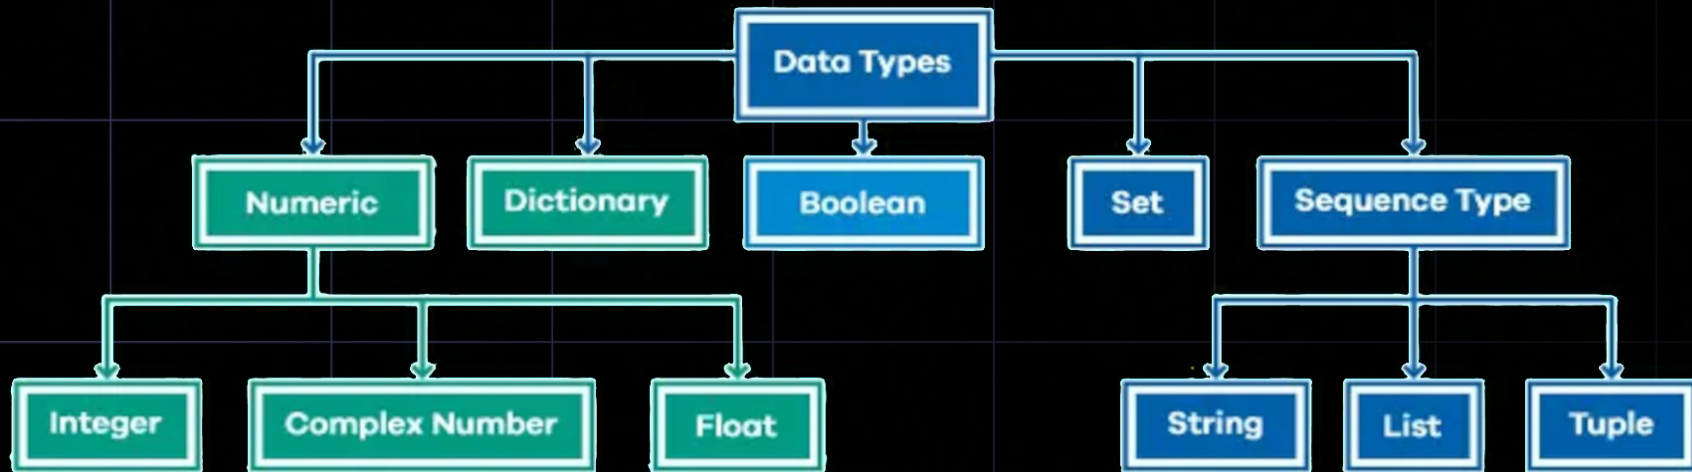 Data Types
Numeric
Dictionary
Boolean
Set
Sequence Type
Integer
Complex Number
Float
String
List
Tuple